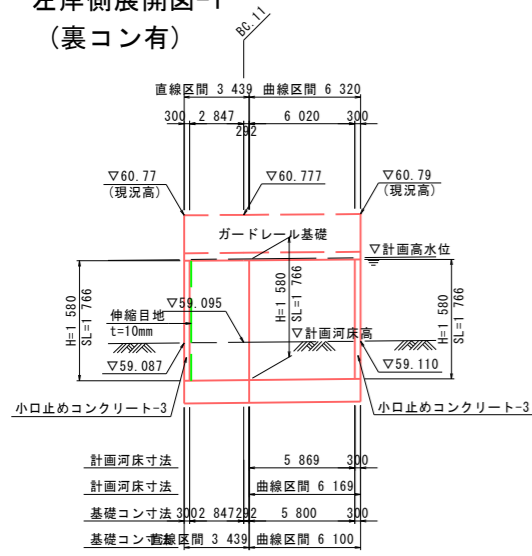 左岸側展開図-1
(裏コン有)
BC.11
直線区間 3 439 曲線区間 6 320
300 2 847 6 020 300
292
▽60.77
(現況高)
▽60.777
▽60.79
(現況高)
ガードレール基礎
▽計画高水位
H=1 580
SL=1 766
H=1 580
SL=1 766
H=1 580
SL=1 766
伸縮目地
t=10mm
▽59.095
▽計画河床高
▽59.087
▽59.110
小口止めコンクリート-3
小口止めコンクリート-3
計画河床寸法 5 869 300
計画河床寸法 曲線区間 6 169
基礎コン寸法 300 2 847 292 5 800 300
基礎コン寸法 直線区間 3 439 曲線区間 6 100